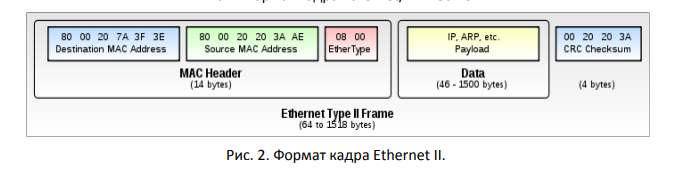 80 00 20 7A 3F 3E
Destination MAC Address
80 00 20 20 3A AE
Source MAC Address
08 00
EtherType
IP, ARP, etc.
Payload
00 20 20 3A
CRC Checksum
MAC Header
(14 bytes)
Data
(46 - 1500 bytes)
(4 bytes)
Ethernet Type II Frame
(64 to 1518 bytes)
Рис. 2. Формат кадра Ethernet II.